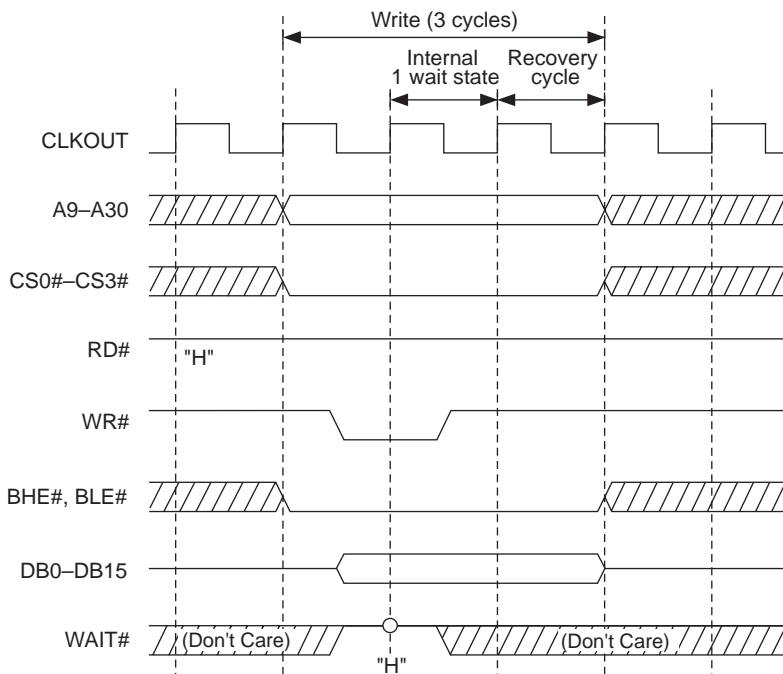 Write (3 cycles)
Internal
1 wait state
Recovery
cycle
CLKOUT
A9–A30
CS0#–CS3#
RD#
"H"
WR#
BHE#, BLE#
DB0–DB15
WAIT#
(Don't Care)
(Don't Care)
"H"